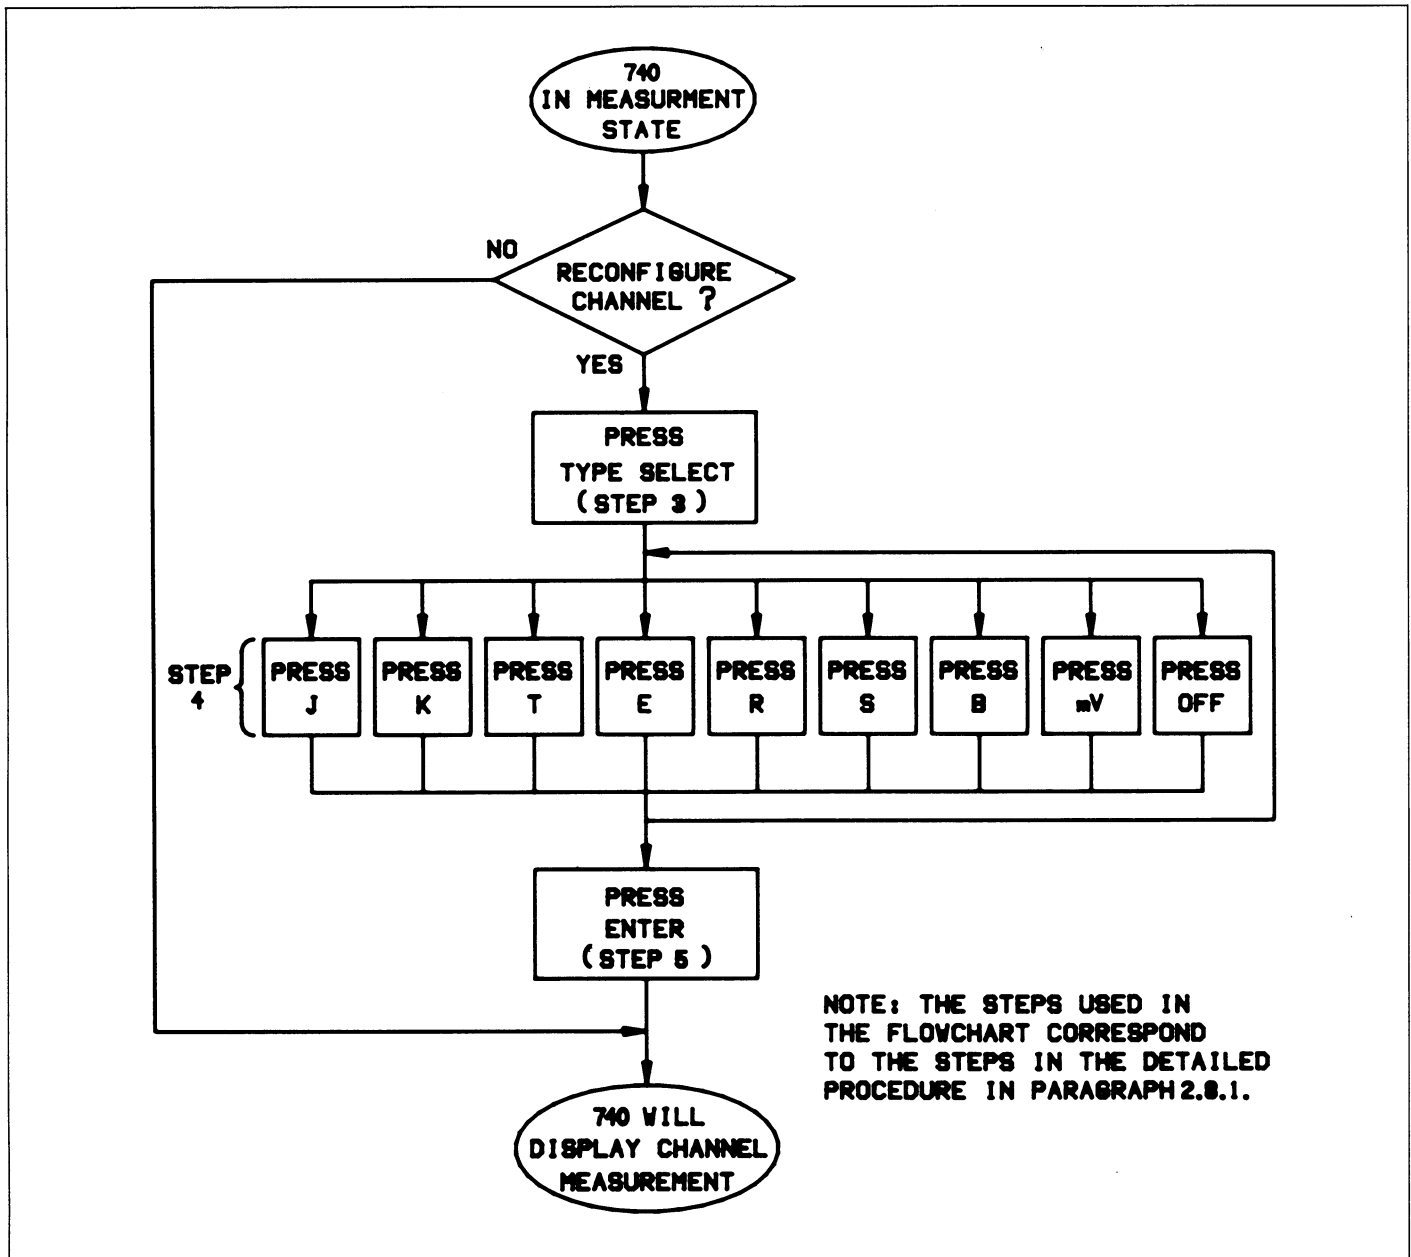 740
IN MEASURMENT
STATE
NO
RECONFIGURE
CHANNEL ?
YES
PRESS
TYPE SELECT
( STEP 3 )
STEP
4
PRESS
J
PRESS
K
PRESS
T
PRESS
E
PRESS
R
PRESS
S
PRESS
B
PRESS
mV
PRESS
OFF
PRESS
ENTER
( STEP 5 )
NOTE: THE STEPS USED IN
THE FLOWCHART CORRESPOND
TO THE STEPS IN THE DETAILED
PROCEDURE IN PARAGRAPH 2.8.1.
740 WILL
DISPLAY CHANNEL
MEASUREMENT